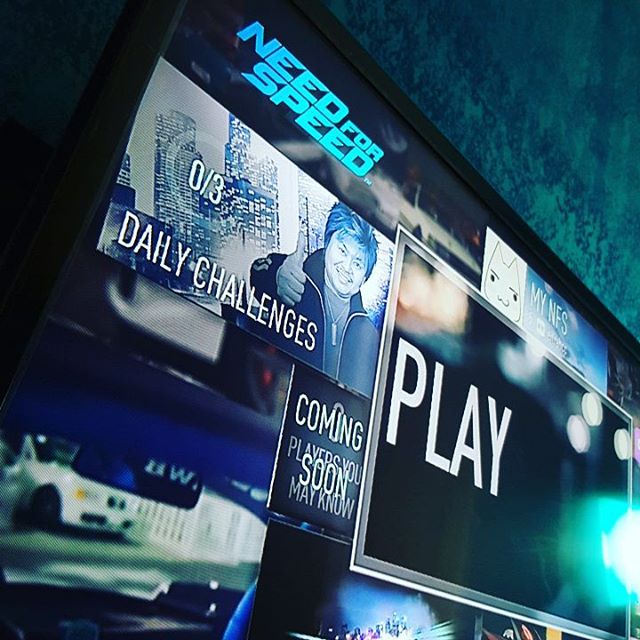 NEED FOR
SPEED
0/3
DAILY CHALLENGES
MY NFS
PLAY
COMING
SOON
PLAYERS YOU
MAY KNOW